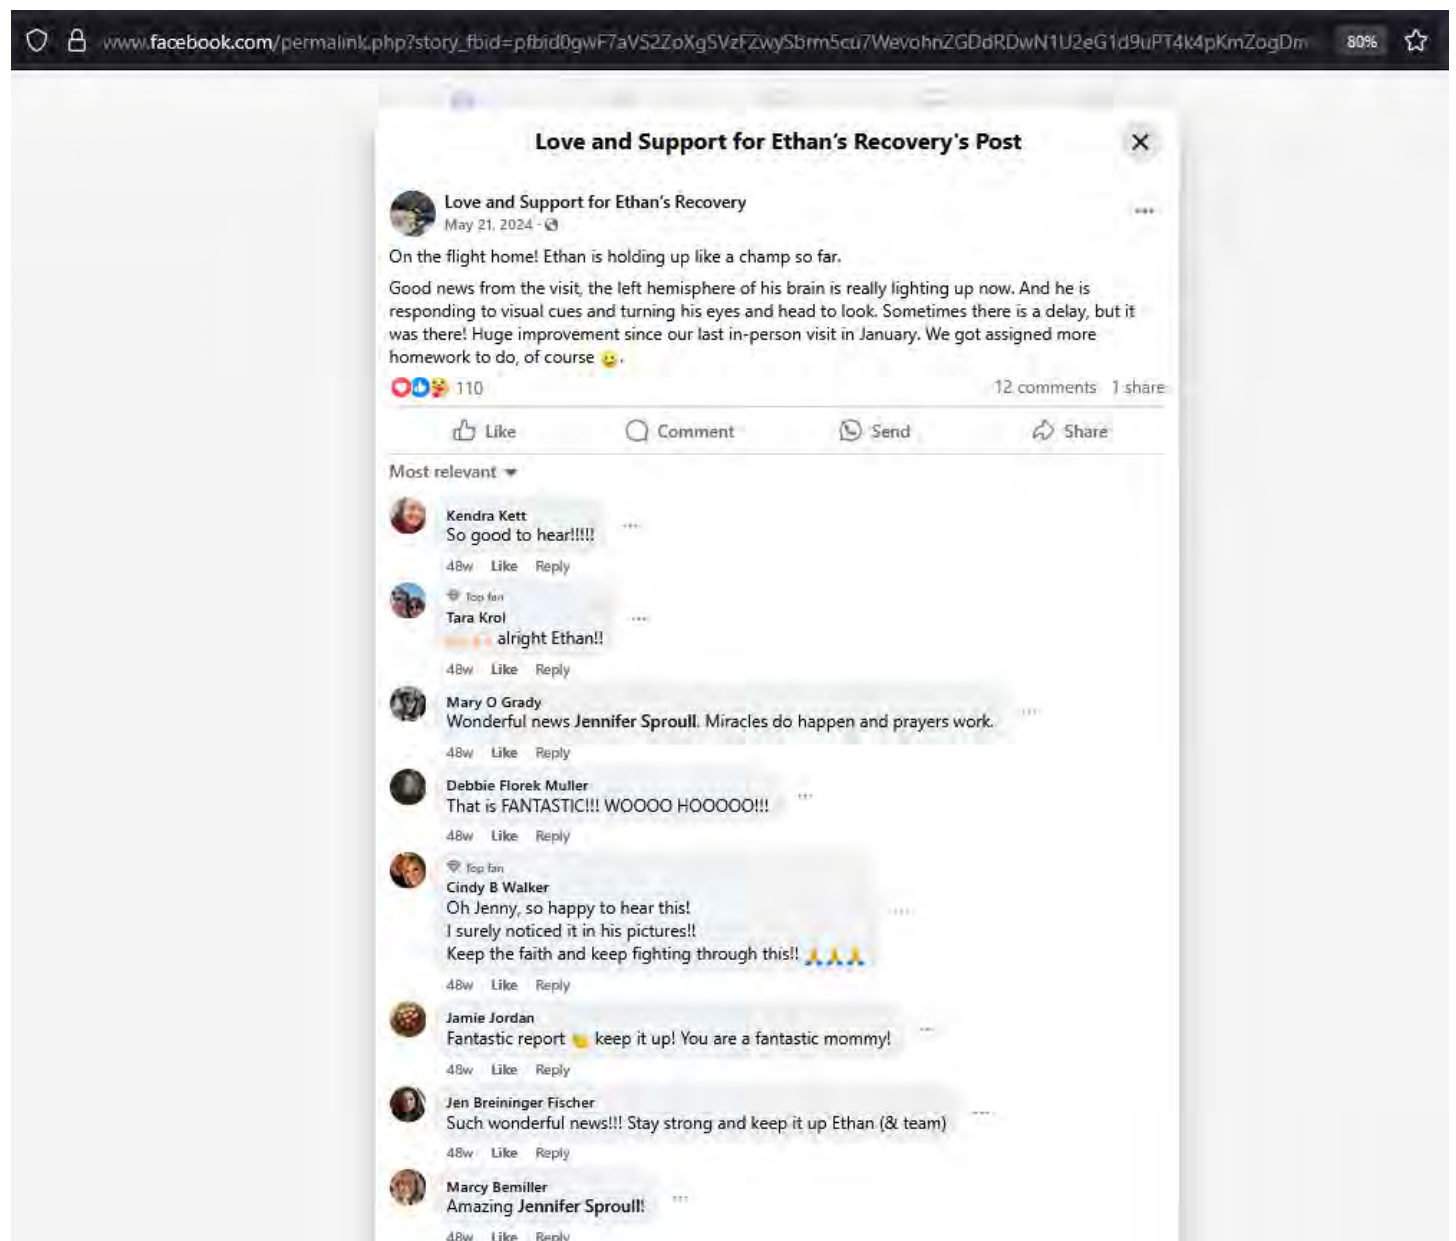 www.facebook.com/permalink.php?story_fbid=pfbid0gwF7aVS2ZoXgSVzFZwySbrm5cu7WevohnZGDdRDwN1U2eG1d9uPT4k4pKmZogDm 80%
Love and Support for Ethan's Recovery's Post
Love and Support for Ethan's Recovery
May 21, 2024 ·
On the flight home! Ethan is holding up like a champ so far.
Good news from the visit, the left hemisphere of his brain is really lighting up now. And he is
responding to visual cues and turning his eyes and head to look. Sometimes there is a delay, but it
was there! Huge improvement since our last in-person visit in January. We got assigned more
homework to do, of course 😀.
110 12 comments 1 share
Like Comment Send Share
Most relevant
Kendra Kett
So good to hear!!!!!
48w Like Reply
Top fan
Tara Krol
alright Ethan!!
48w Like Reply
Mary O Grady
Wonderful news Jennifer Sproull. Miracles do happen and prayers work.
48w Like Reply
Debbie Florek Muller
That is FANTASTIC!!! WOOOO HOOOOO!!!
48w Like Reply
Top fan
Cindy B Walker
Oh Jenny, so happy to hear this!
I surely noticed it in his pictures!!
Keep the faith and keep fighting through this!! 🙏🙏🙏
48w Like Reply
Jamie Jordan
Fantastic report 👏 keep it up! You are a fantastic mommy!
48w Like Reply
Jen Breininger Fischer
Such wonderful news!!! Stay strong and keep it up Ethan (& team)
48w Like Reply
Marcy Bemiller
Amazing Jennifer Sproull!
48w Like Reply